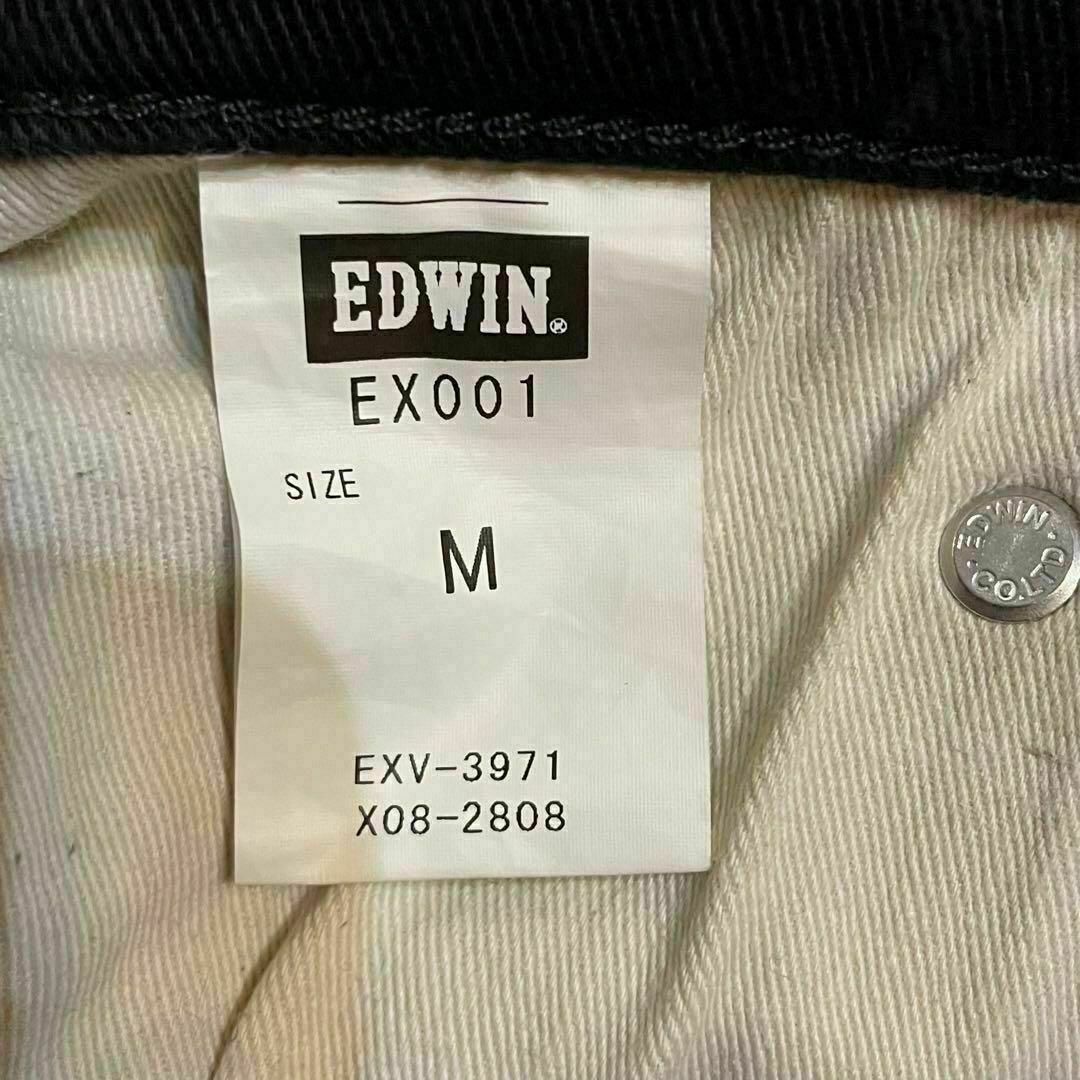 EDWIN®
EX001
SIZE
M
EXV-3971
X08-2808
EDWIN
CO.LTD